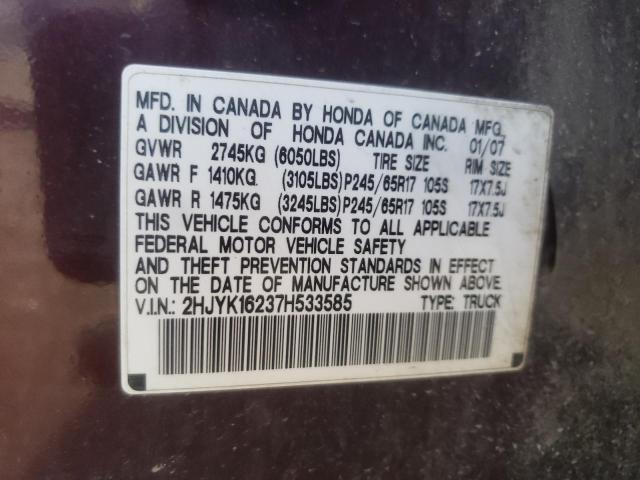 MFD. IN CANADA BY HONDA OF CANADA MFG.
A DIVISION OF HONDA CANADA INC. 01/07
GVWR 2745KG (6050LBS) TIRE SIZE RIM SIZE
GAWR F 1410KG. (3105LBS)P245/65R17 105S 17X7.5J
GAWR R 1475KG (3245LBS)P245/65R17 105S 17X7.5J
THIS VEHICLE CONFORMS TO ALL APPLICABLE
FEDERAL MOTOR VEHICLE SAFETY
AND THEFT PREVENTION STANDARDS IN EFFECT
ON THE DATE OF MANUFACTURE SHOWN ABOVE.
V.I.N.: 2HJYK16237H533585 TYPE: TRUCK